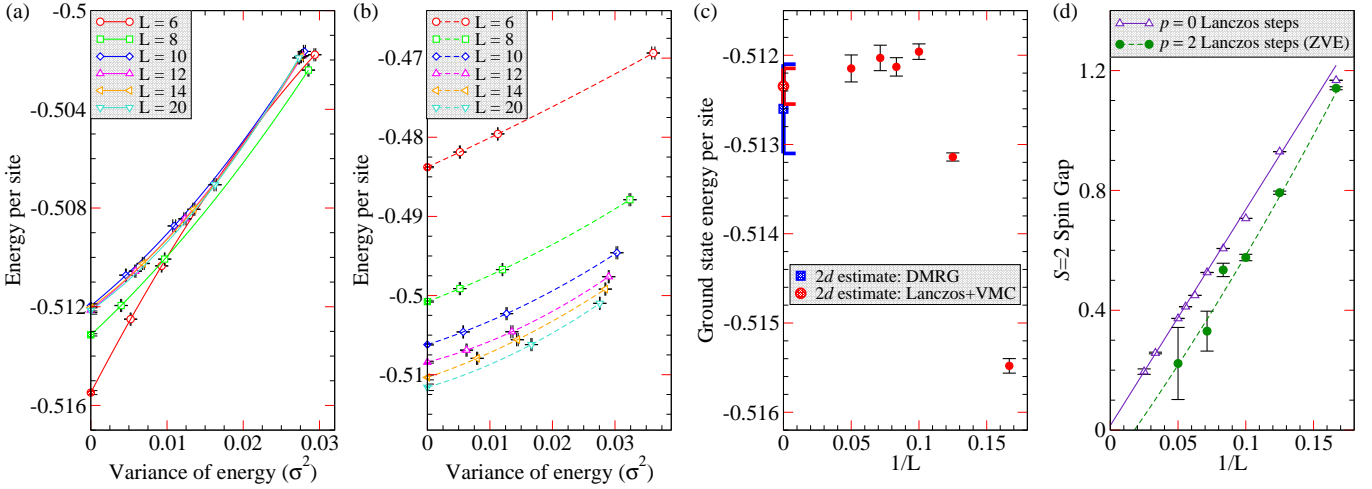 (a)
-0.5
-0.504
-0.508
-0.512
-0.516
Energy per site
L = 6
L = 8
L = 10
L = 12
L = 14
L = 20
0
0.01
0.02
0.03
Variance of energy (σ²)
(b)
-0.47
-0.48
-0.49
-0.5
-0.51
Energy per site
L = 6
L = 8
L = 10
L = 12
L = 14
L = 20
0
0.01
0.02
0.03
Variance of energy (σ²)
(c)
-0.512
-0.513
-0.514
-0.515
-0.516
Ground state energy per site
2d estimate: DMRG
2d estimate: Lanczos+VMC
0
0.05
0.10
0.15
1/L
(d)
p = 0 Lanczos steps
p = 2 Lanczos steps (ZVE)
1.2
0.8
0.4
0
S=2 Spin Gap
0
0.05
0.1
0.15
1/L